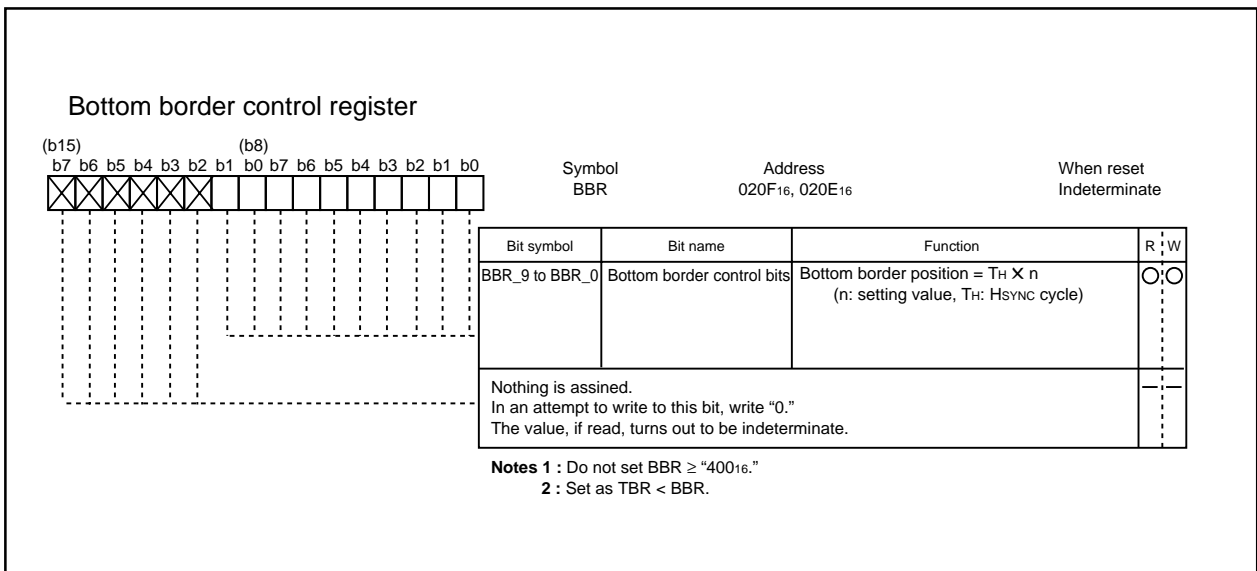 Bottom border control register
(b15) (b8)
b7 b6 b5 b4 b3 b2 b1 b0 b7 b6 b5 b4 b3 b2 b1 b0
Symbol Address When reset
BBR 020F16, 020E16 Indeterminate
Bit symbol Bit name Function R W
BBR_9 to BBR_0 Bottom border control bits Bottom border position = TH X n
(n: setting value, TH: HSYNC cycle)
Nothing is assined.
In an attempt to write to this bit, write “0.”
The value, if read, turns out to be indeterminate.
Notes 1 : Do not set BBR ≥ “40016.”
2 : Set as TBR < BBR.